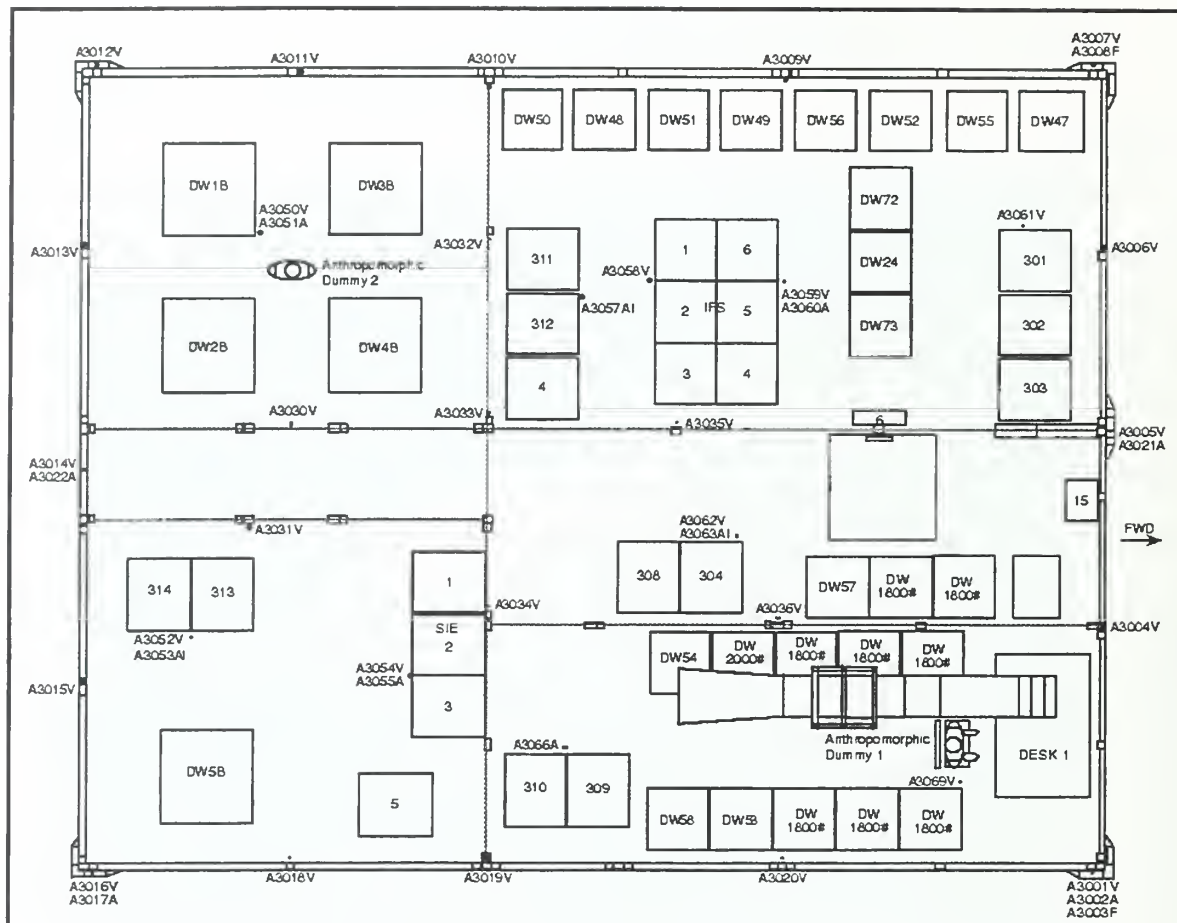 A3012V
A3011V
A3010V
A3009V
A3007V
A3008F
DW50
DW48
DW51
DW49
DW56
DW52
DW55
DW47
DW1B
DW3B
DW72
A3050V
A3051A
A3061V
A3013V
A3032V
A3006V
311
1
6
DW24
301
Anthropomorphic
Dummy 2
A3058V
A3059V
A3060A
A3057AI
312
2
IFS
5
DW73
302
DW2B
DW4B
4
3
4
303
A3030V
A3033V
A3035V
6
A3005V
A3021A
A3014V
A3022A
15
A3031V
A3062V
A3063AI
FWD
314
313
1
308
304
DW57
DW
1800#
DW
1800#
A3034V
A3036V
A3004V
A3052V
A3053AI
SIE
2
DW54
DW
2000#
DW
1800#
DW
1800#
DW
1800#
A3054V
A3055A
A3015V
3
Anthropomorphic
Dummy 1
DESK 1
A3066A
A3069V
DW5B
5
310
309
DW58
DW53
DW
1800#
DW
1800#
DW
1800#
A3016V
A3017A
A3018V
A3019V
A3020V
A3001V
A3002A
A3003F